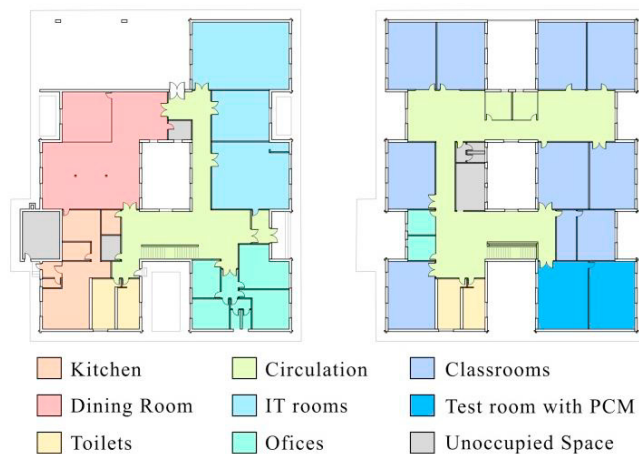 Kitchen
Circulation
Classrooms
Dining Room
IT rooms
Test room with PCM
Toilets
Ofices
Unoccupied Space